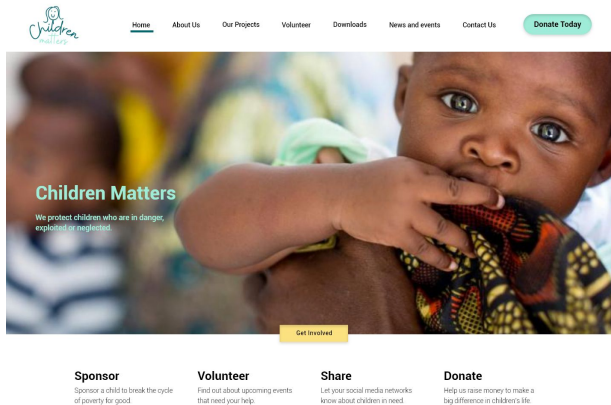 Children
matters
Home
About Us
Our Projects
Volunteer
Downloads
News and events
Contact Us
Donate Today
Children Matters
We protect children who are in danger,
exploited or neglected.
Get Involved
Sponsor
Sponsor a child to break the cycle
of poverty for good.
Volunteer
Find out about upcoming events
that need your help.
Share
Let your social media networks
know about children in need.
Donate
Help us raise money to make a
big difference in children's life.